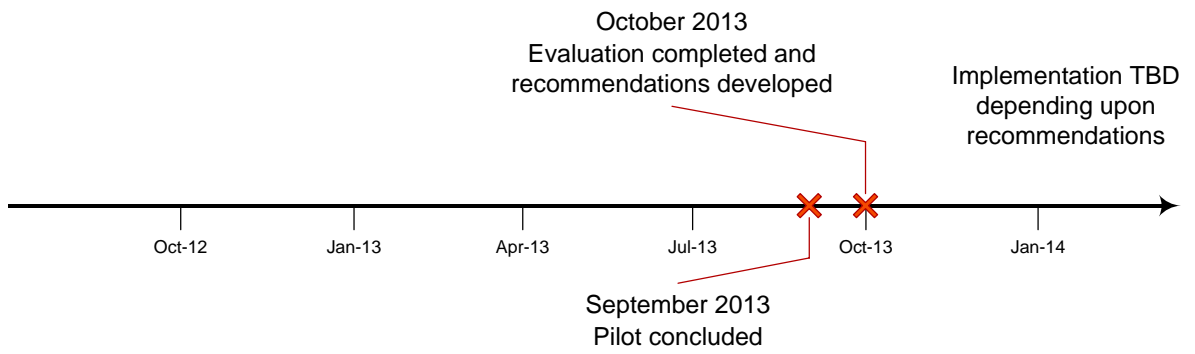 October 2013
Evaluation completed and
recommendations developed
Implementation TBD
depending upon
recommendations
Oct-12
Jan-13
Apr-13
Jul-13
Oct-13
Jan-14
September 2013
Pilot concluded